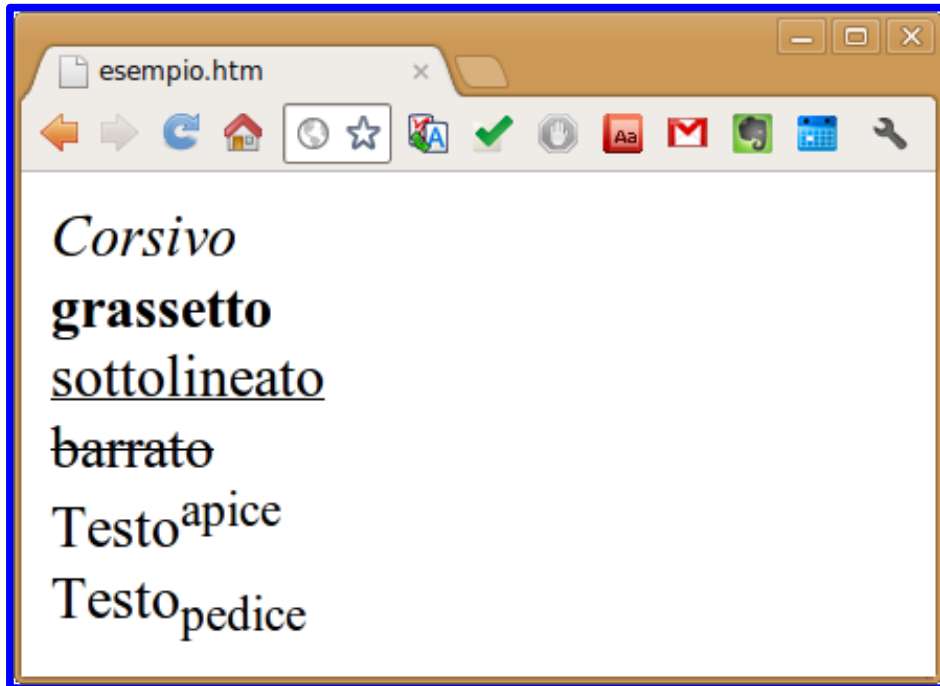 esempio.htm
Corsivo
grassetto
sottolineato
barrato
Testoapice
Testopedice